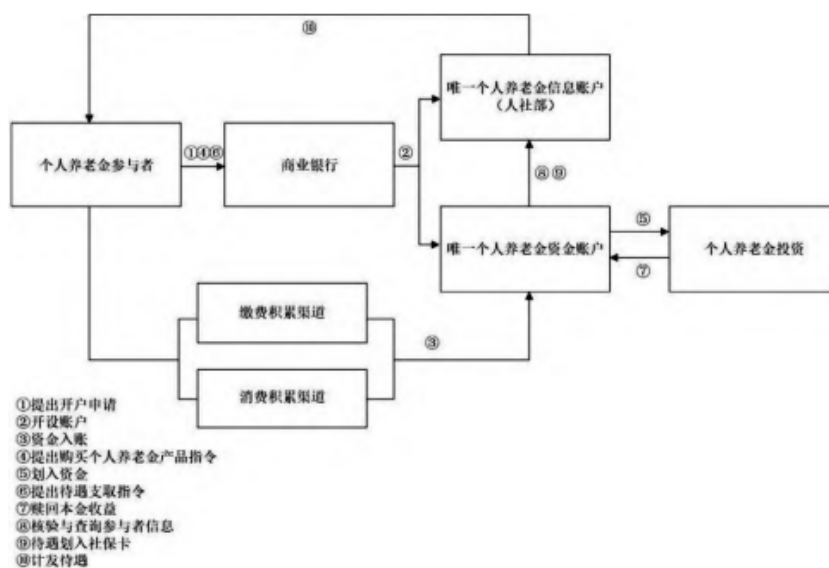 ⑩
唯一个人养老金信息账户
（人社部）
个人养老金参与者
①④⑥
商业银行
②
⑧⑨
唯一个人养老金资金账户
⑤
⑦
个人养老金投资
缴费积累渠道
③
消费积累渠道
①提出开户申请
②开设账户
③资金入账
④提出购买个人养老金产品指令
⑤划入资金
⑥提出待遇支取指令
⑦赎回本金收益
⑧核验与查询参与者信息
⑨待遇划入社保卡
⑩计发待遇